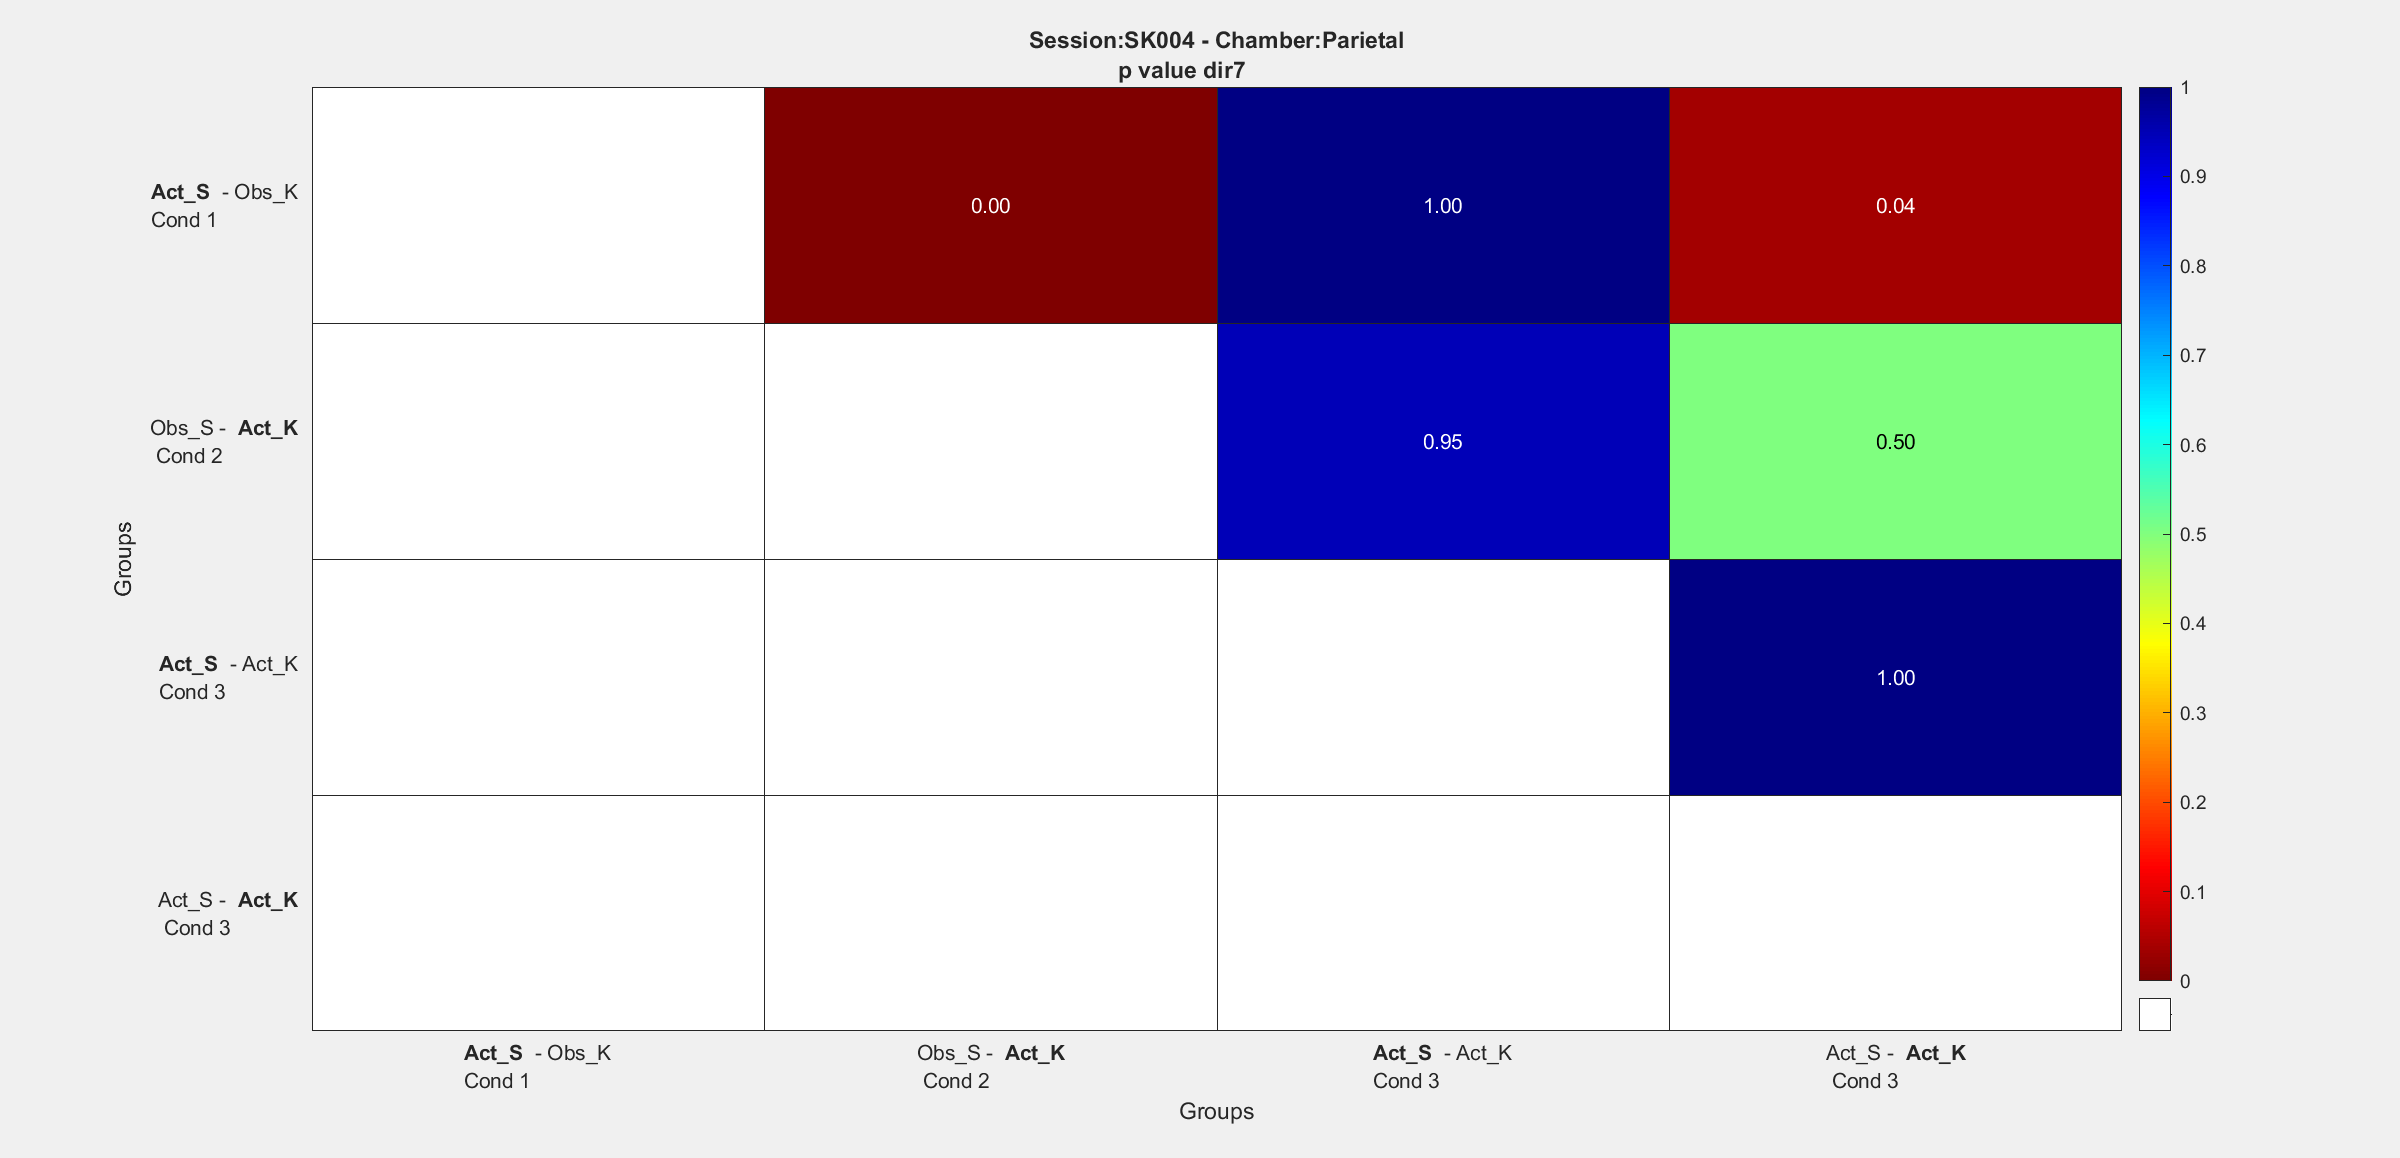 Session:SK004 - Chamber:Parietal
p value dir7
Act_S - Obs_K
Cond 1
0.00
1.00
0.04
Obs_S - Act_K
Cond 2
0.95
0.50
Act_S - Act_K
Cond 3
1.00
Act_S - Act_K
Cond 3
Groups
Act_S - Obs_K
Cond 1
Obs_S - Act_K
Cond 2
Act_S - Act_K
Cond 3
Act_S - Act_K
Cond 3
Groups
1
0.9
0.8
0.7
0.6
0.5
0.4
0.3
0.2
0.1
0